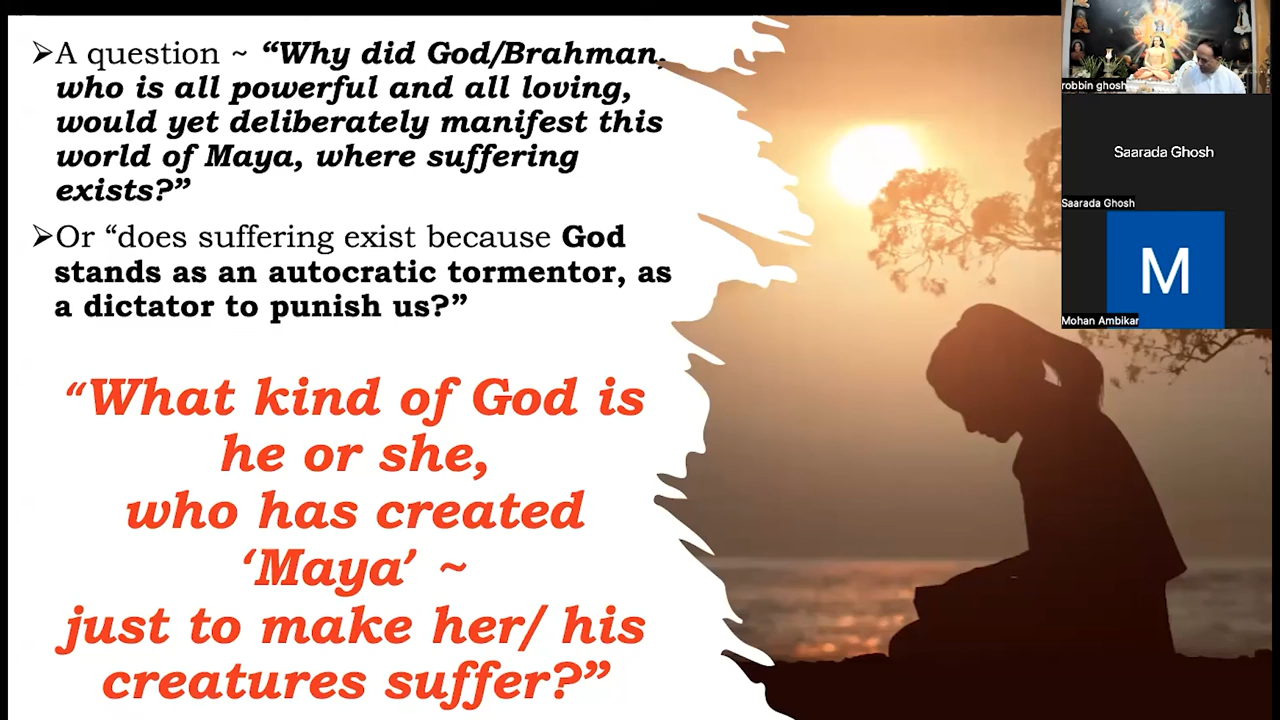 ➢A question ~ “Why did God/Brahman,
who is all powerful and all loving,
would yet deliberately manifest this
world of Maya, where suffering
exists?”
➢Or “does suffering exist because God
stands as an autocratic tormentor, as
a dictator to punish us?”
“What kind of God is
he or she,
who has created
‘Maya’ ~
just to make her/ his
creatures suffer?”
robbin ghosh
Saarada Ghosh
Saarada Ghosh
M
Mohan Ambikar